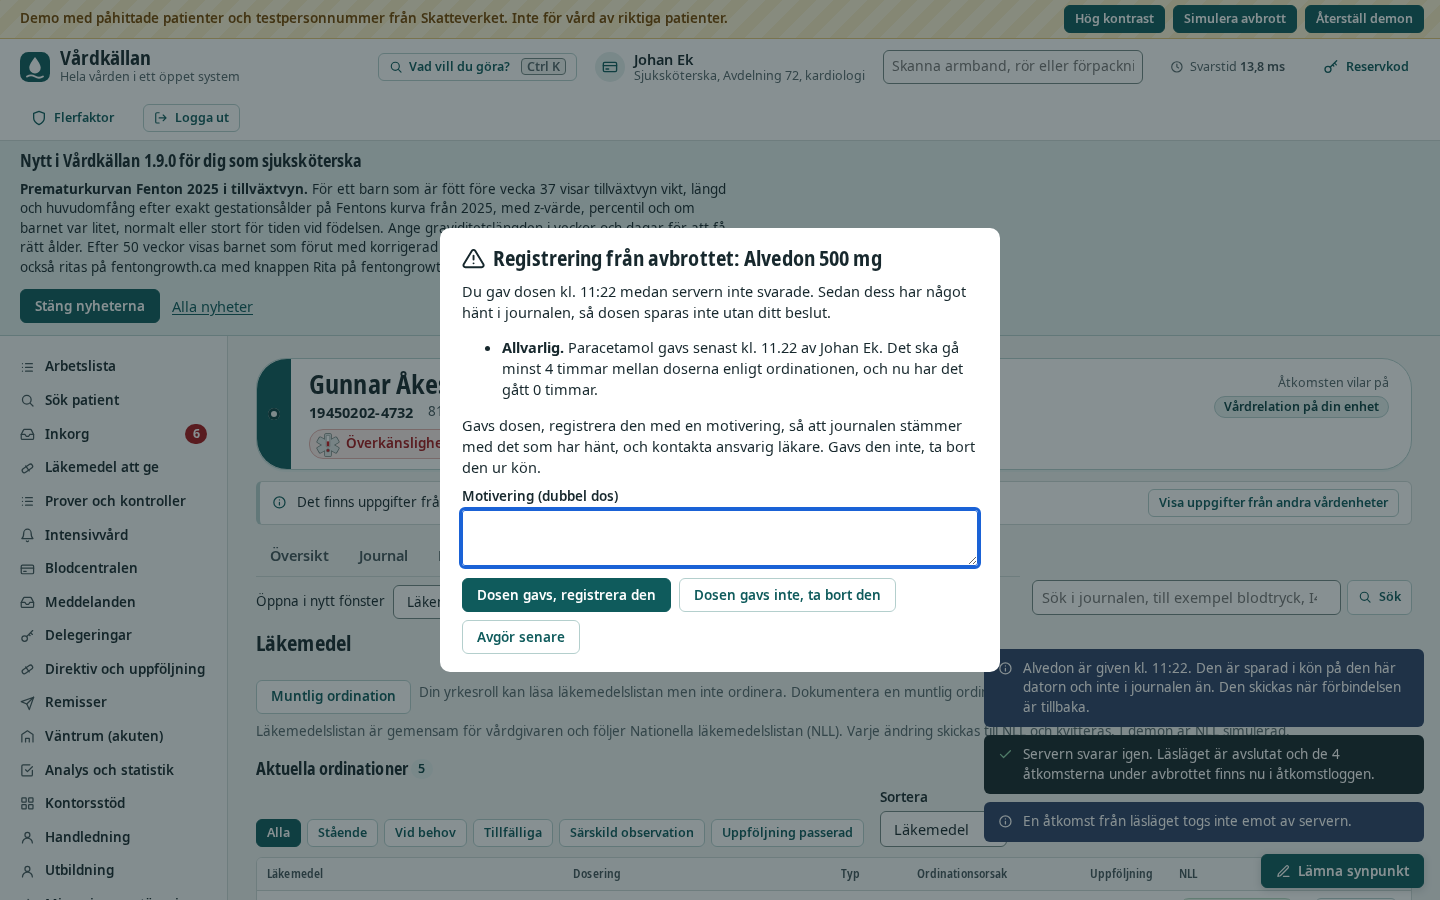 Demo med påhittade patienter och testpersonnummer från Skatteverket. Inte för vård av riktiga patienter.
Hög kontrast
Simulera avbrott
Återställ demon
Vårdkällan
Hela vården i ett öppet system
Vad vill du göra? Ctrl K
Johan Ek
Sjuksköterska, Avdelning 72, kardiologi
Skanna armband, rör eller förpackni
Svarstid 13,8 ms
Reservkod
Flerfaktor
Logga ut
Nytt i Vårdkällan 1.9.0 för dig som sjuksköterska
Prematurkurvan Fenton 2025 i tillväxtvyn. För ett barn som är fött före vecka 37 visar tillväxtvyn vikt, längd
och huvudomfång efter exakt gestationsålder på Fentons kurva från 2025, med z-värde, percentil och om
barnet var litet, normalt eller stort för tiden vid födelsen. Ange graviditetslängden i veckor och dagar för att få
rätt ålder. Efter 50 veckor visas barnet som förut med korrigerad
också ritas på fentongrowth.ca med knappen Rita på fentongrowt
Stäng nyheterna
Alla nyheter
Registrering från avbrottet: Alvedon 500 mg
Du gav dosen kl. 11:22 medan servern inte svarade. Sedan dess har något
hänt i journalen, så dosen sparas inte utan ditt beslut.
• Allvarlig. Paracetamol gavs senast kl. 11.22 av Johan Ek. Det ska gå
minst 4 timmar mellan doserna enligt ordinationen, och nu har det
gått 0 timmar.
Gavs dosen, registrera den med en motivering, så att journalen stämmer
med det som har hänt, och kontakta ansvarig läkare. Gavs den inte, ta bort
den ur kön.
Motivering (dubbel dos)
Dosen gavs, registrera den
Dosen gavs inte, ta bort den
Avgör senare
Arbetslista
Sök patient
Inkorg 6
Läkemedel att ge
Prover och kontroller
Intensivvård
Blodcentralen
Meddelanden
Delegeringar
Direktiv och uppföljning
Remisser
Väntrum (akuten)
Analys och statistik
Kontorsstöd
Handledning
Utbildning
Gunnar Åkes
19450202-4732 81
Överkänslighe
Åtkomsten vilar på
Vårdrelation på din enhet
Det finns uppgifter frå
Visa uppgifter från andra vårdenheter
Översikt
Journal
Öppna i nytt fönster
Läker
Sök i journalen, till exempel blodtryck, I
Sök
Läkemedel
Muntlig ordination
Din yrkesroll kan läsa läkemedelslistan men inte ordinera. Dokumentera en muntlig ordin
Läkemedelslistan är gemensam för vårdgivaren och följer Nationella läkemedelslistan (NLL). Varje ändring skickas till NLL och kvitteras. I demon är NLL simulerad.
Aktuella ordinationer 5
Alla
Stående
Vid behov
Tillfälliga
Särskild observation
Uppföljning passerad
Sortera
Läkemedel
Läkemedel
Dosering
Typ
Ordinationsorsak
Uppföljning
NLL
Alvedon är given kl. 11:22. Den är sparad i kön på den här
datorn och inte i journalen än. Den skickas när förbindelsen
är tillbaka.
Servern svarar igen. Läsläget är avslutat och de 4
åtkomsterna under avbrottet finns nu i åtkomstloggen.
En åtkomst från läsläget togs inte emot av servern.
Lämna synpunkt